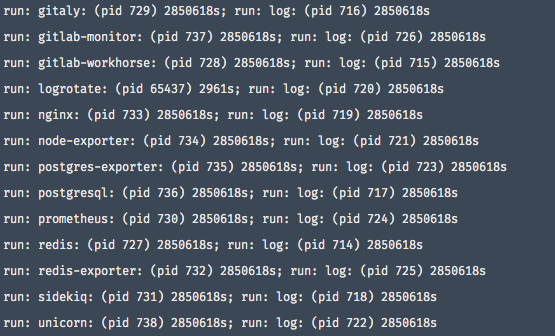 run: gitaly: (pid 729) 2850618s; run: log: (pid 716) 2850618s
run: gitlab-monitor: (pid 737) 2850618s; run: log: (pid 726) 2850618s
run: gitlab-workhorse: (pid 728) 2850618s; run: log: (pid 715) 2850618s
run: logrotate: (pid 65437) 2961s; run: log: (pid 720) 2850618s
run: nginx: (pid 733) 2850618s; run: log: (pid 719) 2850618s
run: node-exporter: (pid 734) 2850618s; run: log: (pid 721) 2850618s
run: postgres-exporter: (pid 735) 2850618s; run: log: (pid 723) 2850618s
run: postgresql: (pid 736) 2850618s; run: log: (pid 717) 2850618s
run: prometheus: (pid 730) 2850618s; run: log: (pid 724) 2850618s
run: redis: (pid 727) 2850618s; run: log: (pid 714) 2850618s
run: redis-exporter: (pid 732) 2850618s; run: log: (pid 725) 2850618s
run: sidekiq: (pid 731) 2850618s; run: log: (pid 718) 2850618s
run: unicorn: (pid 738) 2850618s; run: log: (pid 722) 2850618s